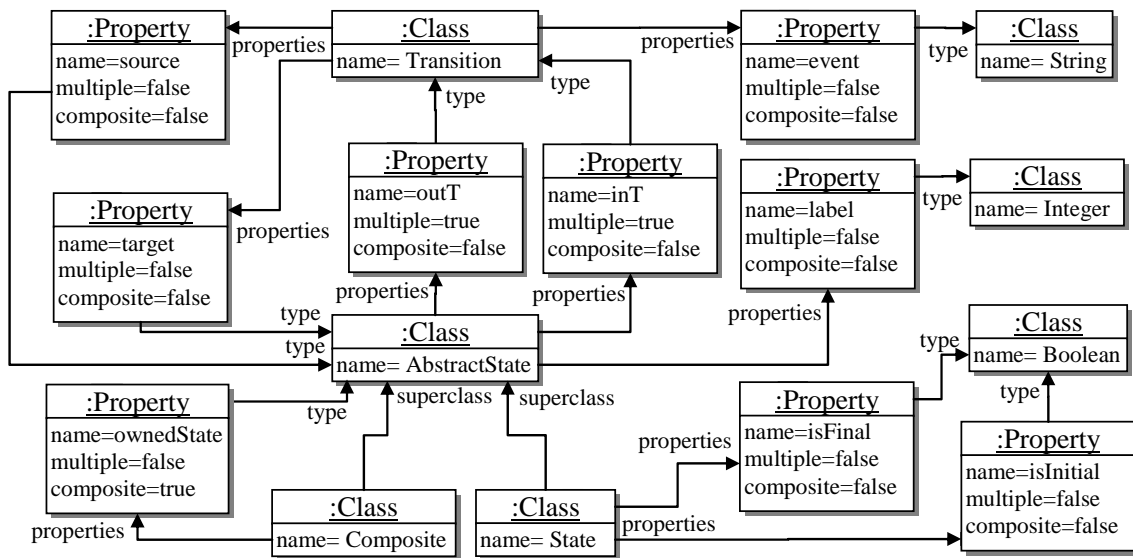 :Property
name=source
multiple=false
composite=false
properties
:Class
name= Transition
properties
:Property
name=event
multiple=false
composite=false
type
:Class
name= String
type
type
:Property
name=target
multiple=false
composite=false
properties
:Property
name=outT
multiple=true
composite=false
:Property
name=inT
multiple=true
composite=false
:Property
name=label
multiple=false
composite=false
type
:Class
name= Integer
properties
properties
properties
type
type
:Class
name= AbstractState
:Class
name= Boolean
type
type
:Property
name=ownedState
multiple=false
composite=true
type
superclass
superclass
:Property
name=isFinal
multiple=false
composite=false
properties
:Property
name=isInitial
multiple=false
composite=false
properties
:Class
name= Composite
:Class
name= State
properties